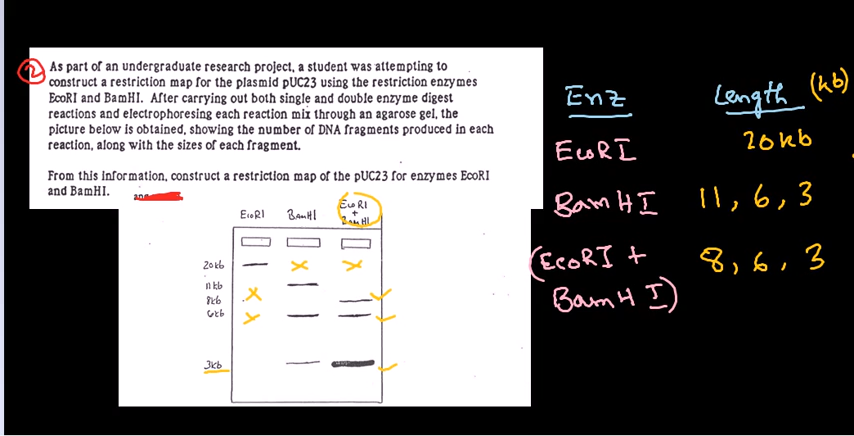 2 As part of an undergraduate research project, a student was attempting to
construct a restriction map for the plasmid pUC23 using the restriction enzymes
EcoRI and BamHI. After carrying out both single and double enzyme digest
reactions and electrophoresing each reaction mix through an agarose gel, the
picture below is obtained, showing the number of DNA fragments produced in each
reaction, along with the sizes of each fragment.
From this information, construct a restriction map of the pUC23 for enzymes EcoRI
and BamHI.
EcoRI BamHI EcoRI
+
BamHI
20kb
11kb
8kb
6kb
3kb
Enz Length (kb)
EcoRI 20kb
BamHI 11, 6, 3
(EcoRI + 8, 6, 3
BamHI)